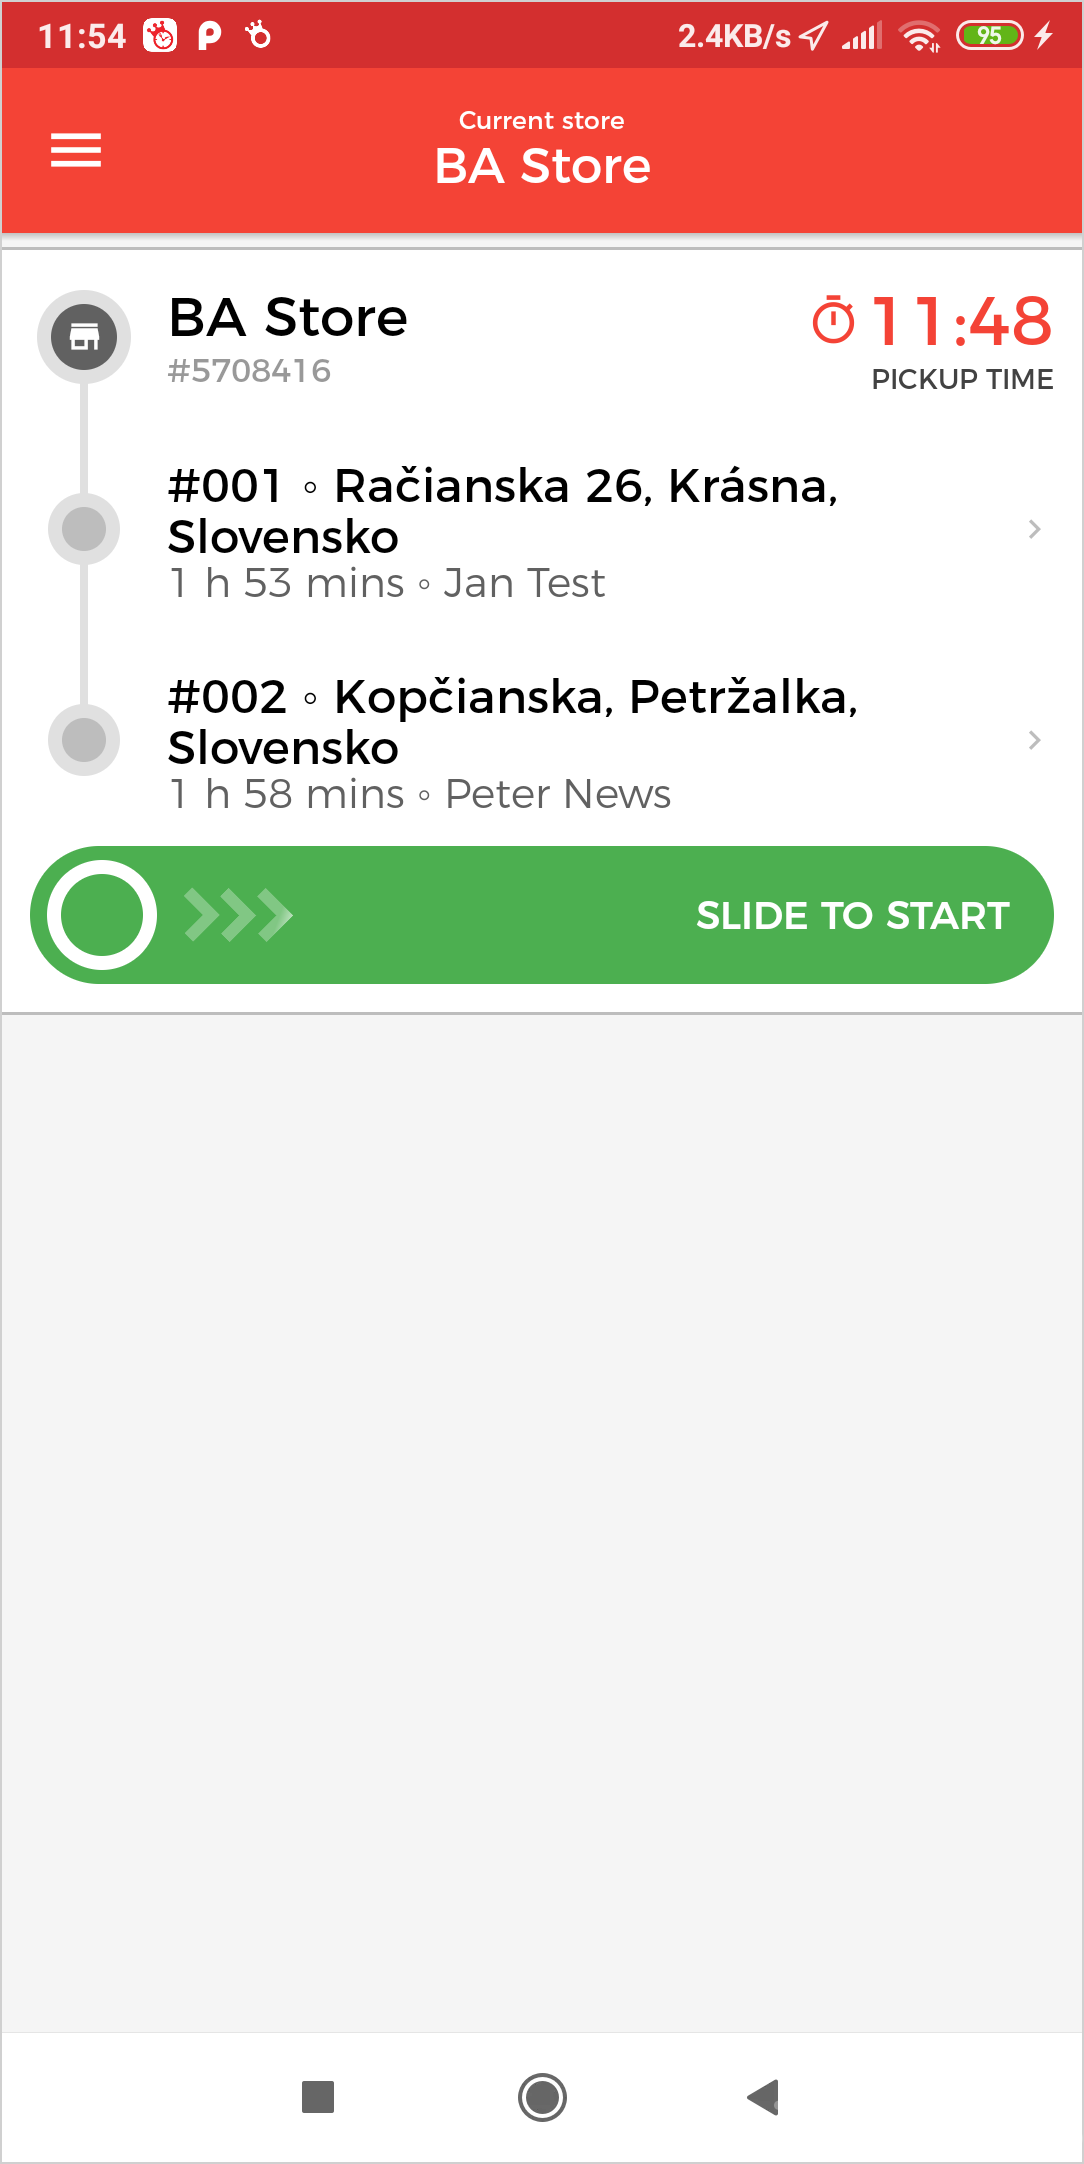 11:54
2.4KB/s
95
Current store
BA Store
BA Store
#5708416
11:48
PICKUP TIME
#001 ◦ Račianska 26, Krásna,
Slovensko
1 h 53 mins ◦ Jan Test
#002 ◦ Kopčianska, Petržalka,
Slovensko
1 h 58 mins ◦ Peter News
SLIDE TO START